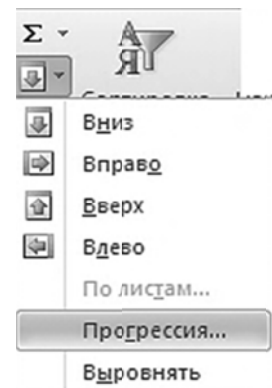 Σ
А
Я
Вниз
Вправо
Вверх
Влево
По листам...
Прогрессия...
Выровнять